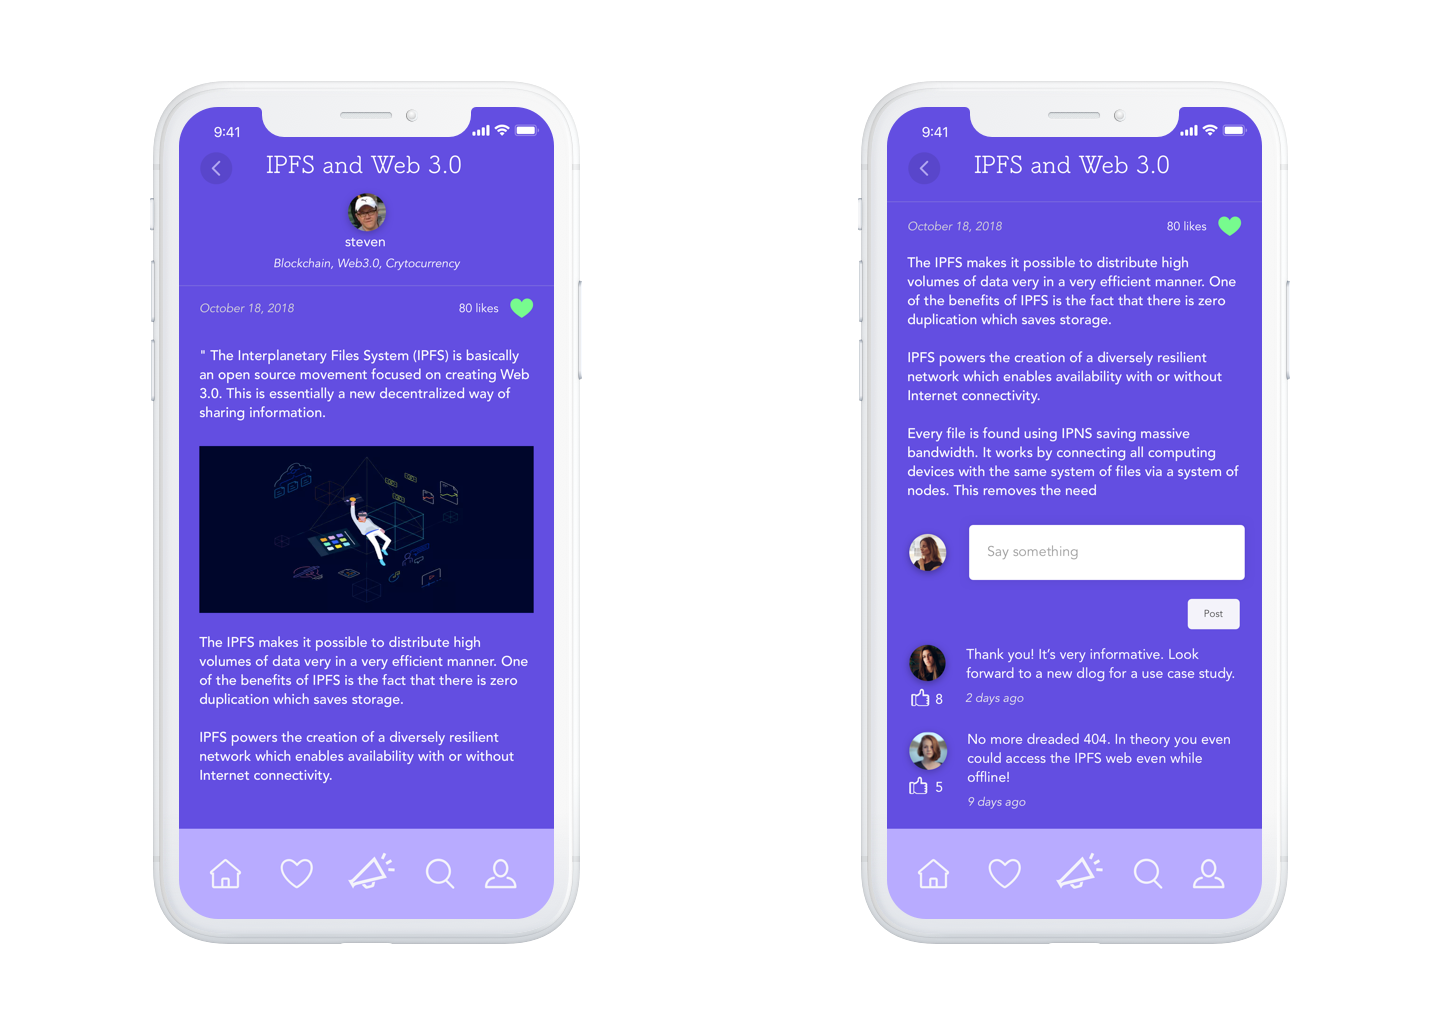 9:41
IPFS and Web 3.0
steven
Blockchain, Web3.0, Crytocurrency
October 18, 2018
80 likes
" The Interplanetary Files System (IPFS) is basically
an open source movement focused on creating Web
3.0. This is essentially a new decentralized way of
sharing information.
The IPFS makes it possible to distribute high
volumes of data very in a very efficient manner. One
of the benefits of IPFS is the fact that there is zero
duplication which saves storage.
IPFS powers the creation of a diversely resilient
network which enables availability with or without
Internet connectivity.
9:41
IPFS and Web 3.0
October 18, 2018
80 likes
The IPFS makes it possible to distribute high
volumes of data very in a very efficient manner. One
of the benefits of IPFS is the fact that there is zero
duplication which saves storage.
IPFS powers the creation of a diversely resilient
network which enables availability with or without
Internet connectivity.
Every file is found using IPNS saving massive
bandwidth. It works by connecting all computing
devices with the same system of files via a system of
nodes. This removes the need
Say something
Post
Thank you! It's very informative. Look
forward to a new dlog for a use case study.
8
2 days ago
No more dreaded 404. In theory you even
could access the IPFS web even while
offline!
5
9 days ago